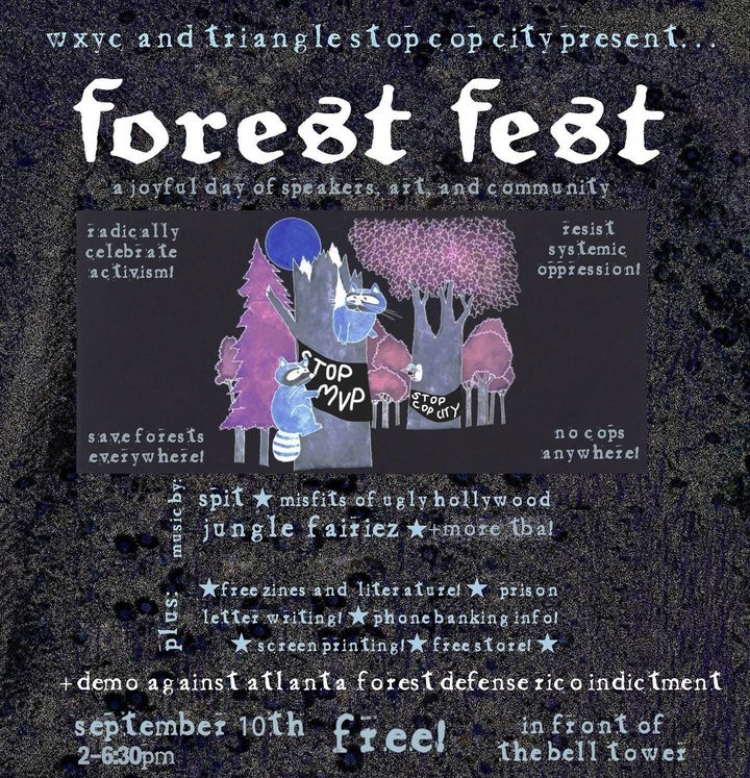 wxyc and triangle stop cop city present...
forest fest
a joyful day of speakers, art, and community
radically
celebrate
activism!
resist
systemic
oppression!
STOP
MVP
STOP
COP CITY
save forests
everywhere!
no cops
anywhere!
music by:
spit ★ misfits of ugly hollywood
jungle fairiez ★ +more tba!
plus:
★ free zines and literature! ★ prison
letter writing! ★ phonebanking info!
★ screen printing! ★ free store! ★
+demo against atlanta forest defense rico indictment
september 10th
2-6:30pm
free!
in front of
the bell tower